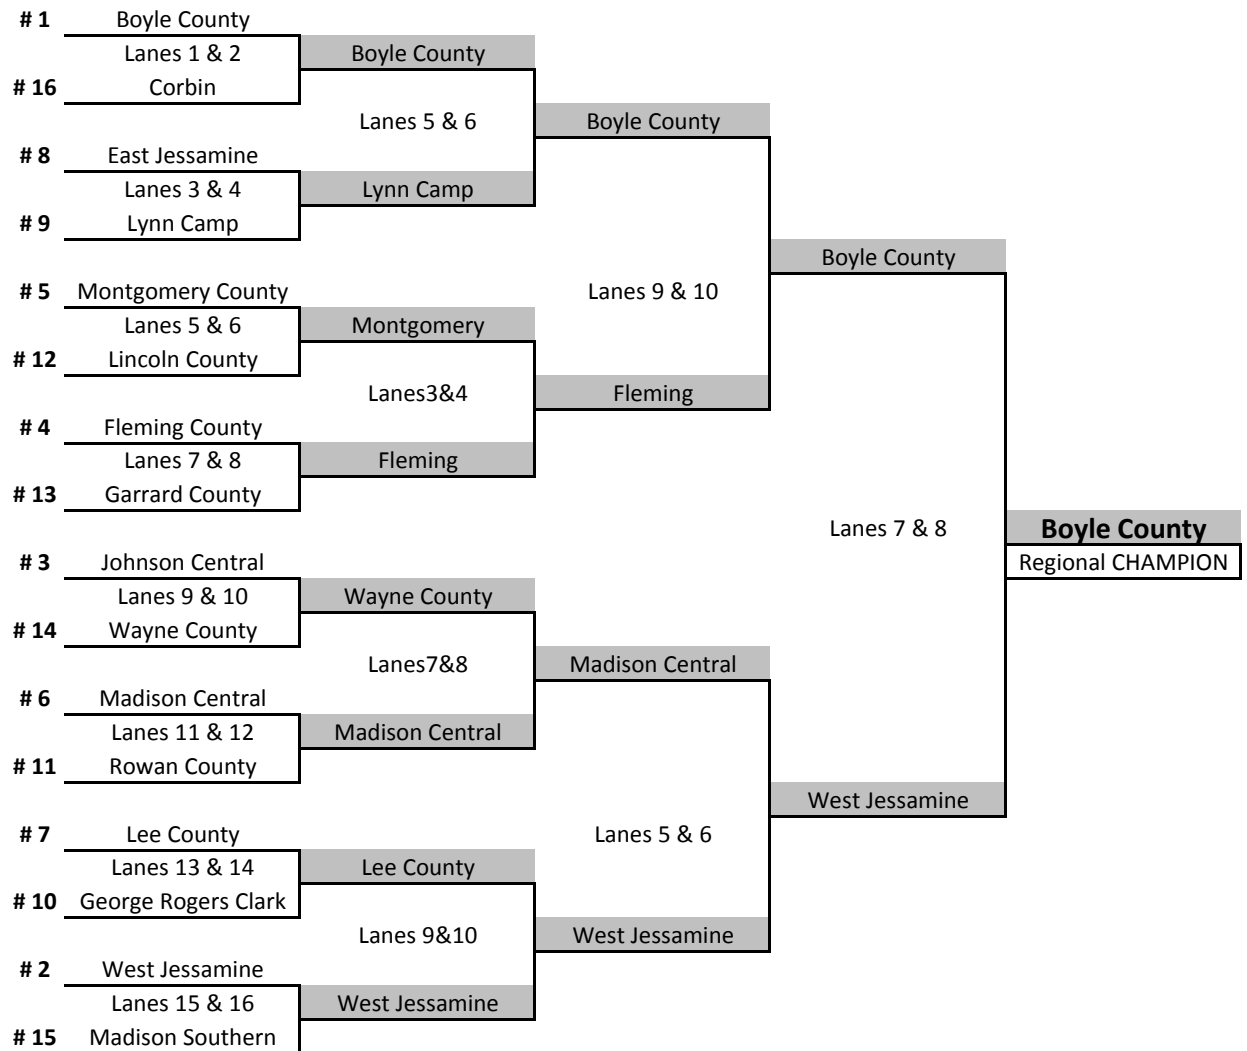 # 1 Boyle County
Lanes 1 & 2 Boyle County
# 16 Corbin
Lanes 5 & 6 Boyle County
# 8 East Jessamine
Lanes 3 & 4 Lynn Camp
# 9 Lynn Camp
Boyle County
# 5 Montgomery County Lanes 9 & 10
Lanes 5 & 6 Montgomery
# 12 Lincoln County
Lanes3&4 Fleming
# 4 Fleming County
Lanes 7 & 8 Fleming
# 13 Garrard County
Lanes 7 & 8 Boyle County
# 3 Johnson Central Regional CHAMPION
Lanes 9 & 10 Wayne County
# 14 Wayne County
Lanes7&8 Madison Central
# 6 Madison Central
Lanes 11 & 12 Madison Central
# 11 Rowan County
West Jessamine
# 7 Lee County Lanes 5 & 6
Lanes 13 & 14 Lee County
# 10 George Rogers Clark
Lanes 9&10 West Jessamine
# 2 West Jessamine
Lanes 15 & 16 West Jessamine
# 15 Madison Southern